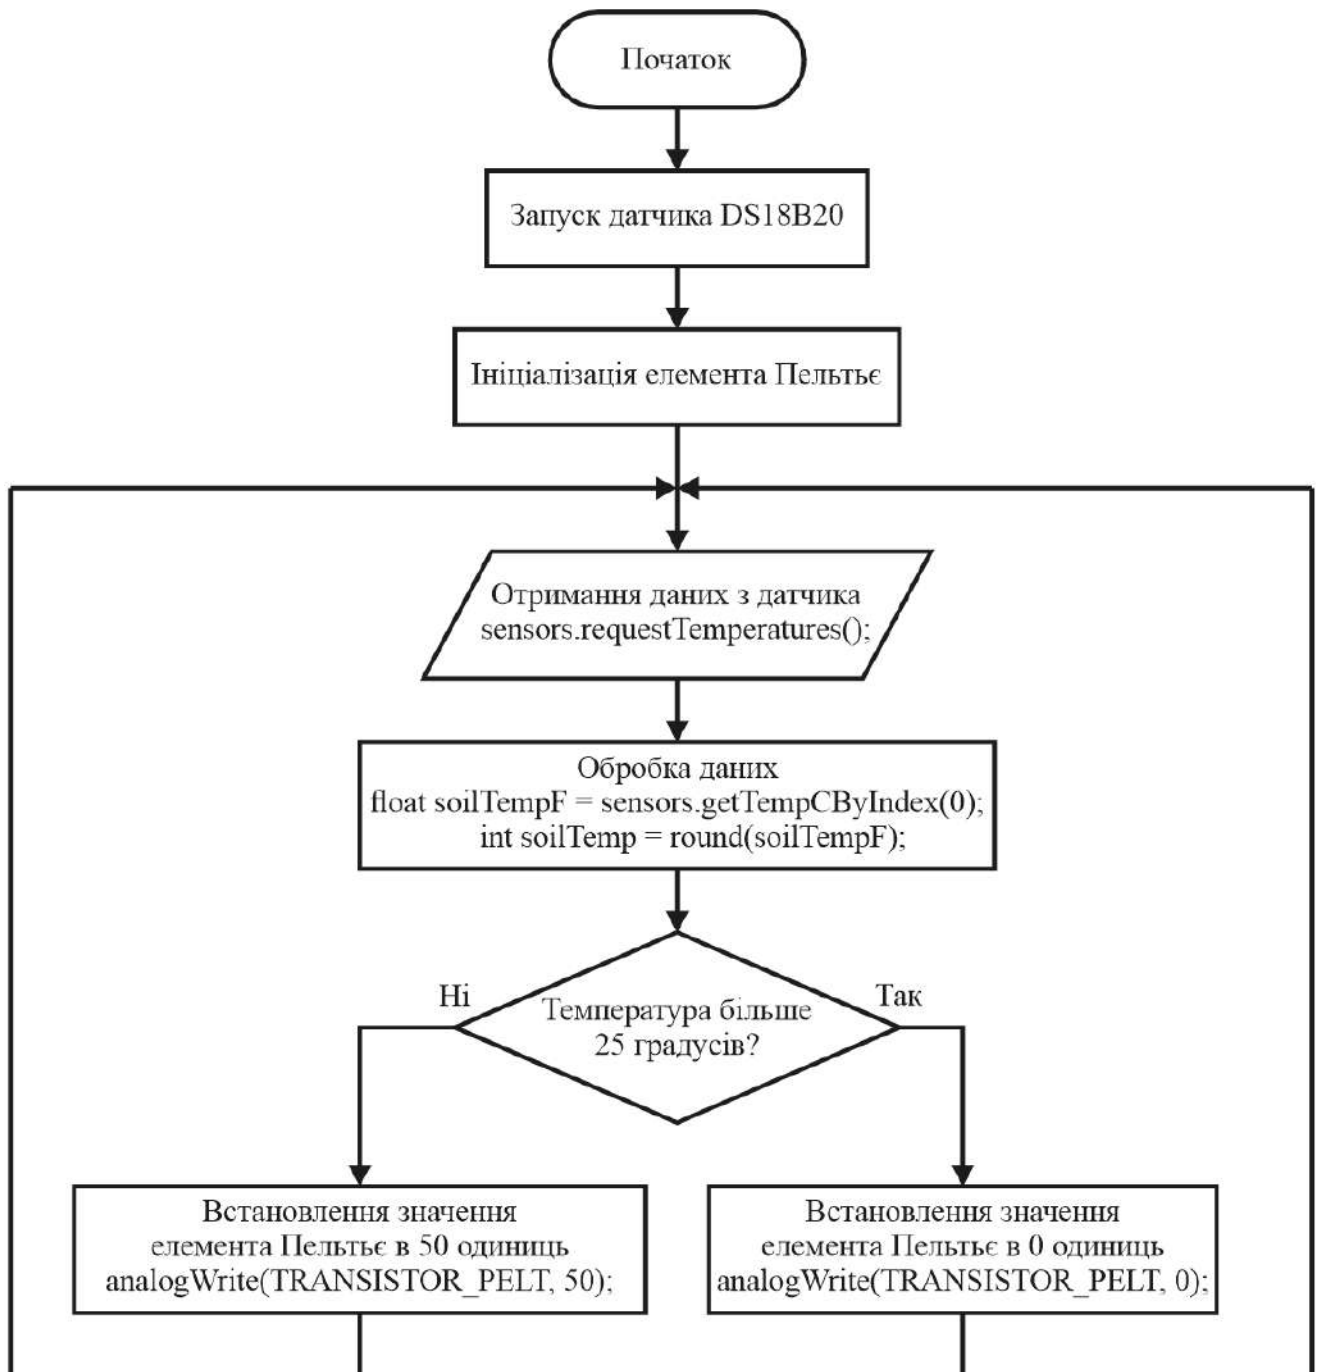 Початок
Запуск датчика DS18B20
Ініціалізація елемента Пельтьє
Отримання даних з датчика
sensors.requestTemperatures();
Обробка даних
float soilTempF = sensors.getTempCByIndex(0);
int soilTemp = round(soilTempF);
Ні
Так
Температура більше
25 градусів?
Встановлення значення
елемента Пельтьє в 50 одиниць
analogWrite(TRANSISTOR_PELT, 50);
Встановлення значення
елемента Пельтьє в 0 одиниць
analogWrite(TRANSISTOR_PELT, 0);